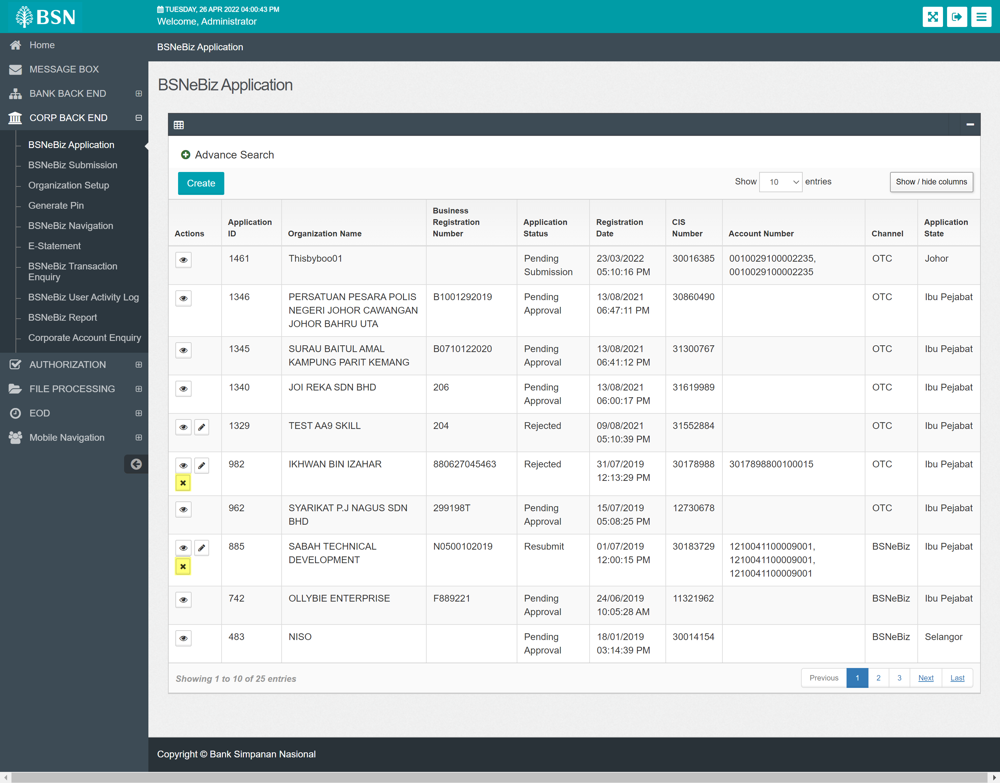 BSN
TUESDAY, 26 APR 2022 04:00:43 PM
Welcome, Administrator
Home
MESSAGE BOX
BANK BACK END
CORP BACK END
BSNeBiz Application
BSNeBiz Submission
Organization Setup
Generate Pin
BSNeBiz Navigation
E-Statement
BSNeBiz Transaction
Enquiry
BSNeBiz User Activity Log
BSNeBiz Report
Corporate Account Enquiry
AUTHORIZATION
FILE PROCESSING
EOD
Mobile Navigation
BSNeBiz Application
BSNeBiz Application
Advance Search
Create
Show 10 entries
Show / hide columns
Actions Application ID Organization Name Business Registration Number Application Status Registration Date CIS Number Account Number Channel Application State
1461 Thisbyboo01 Pending Submission 23/03/2022 05:10:16 PM 30016385 0010029100002235, 0010029100002235 OTC Johor
1346 PERSATUAN PESARA POLIS NEGERI JOHOR CAWANGAN JOHOR BAHRU UTA B1001292019 Pending Approval 13/08/2021 06:47:11 PM 30860490 OTC Ibu Pejabat
1345 SURAU BAITUL AMAL KAMPUNG PARIT KEMANG B0710122020 Pending Approval 13/08/2021 06:41:12 PM 31300767 OTC Ibu Pejabat
1340 JOI REKA SDN BHD 206 Pending Approval 13/08/2021 06:00:17 PM 31619989 OTC Ibu Pejabat
1329 TEST AA9 SKILL 204 Rejected 09/08/2021 05:10:39 PM 31552884 OTC Ibu Pejabat
982 IKHWAN BIN IZAHAR 880627045463 Rejected 31/07/2019 12:13:29 PM 30178988 3017898800100015 OTC Ibu Pejabat
962 SYARIKAT P.J NAGUS SDN BHD 299198T Pending Approval 15/07/2019 05:08:25 PM 12730678 OTC Ibu Pejabat
885 SABAH TECHNICAL DEVELOPMENT N0500102019 Resubmit 01/07/2019 12:00:15 PM 30183729 1210041100009001, 1210041100009001, 1210041100009001 BSNeBiz Ibu Pejabat
742 OLLYBIE ENTERPRISE F889221 Pending Approval 24/06/2019 10:05:28 AM 11321962 BSNeBiz Ibu Pejabat
483 NISO Pending Approval 18/01/2019 03:14:39 PM 30014154 BSNeBiz Selangor
Showing 1 to 10 of 25 entries
Previous 1 2 3 Next Last
Copyright © Bank Simpanan Nasional